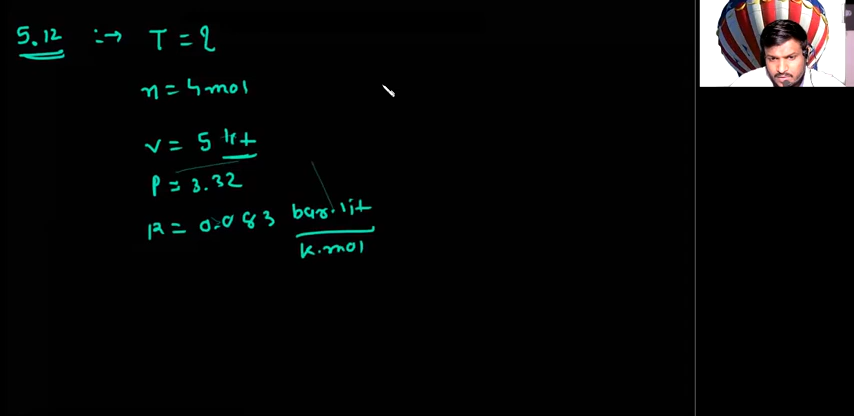 5.12 :→ T = ?
n = 4 mol
v = 5 lit
P = 3.32
R = 0.083 bar.lit / k.mol